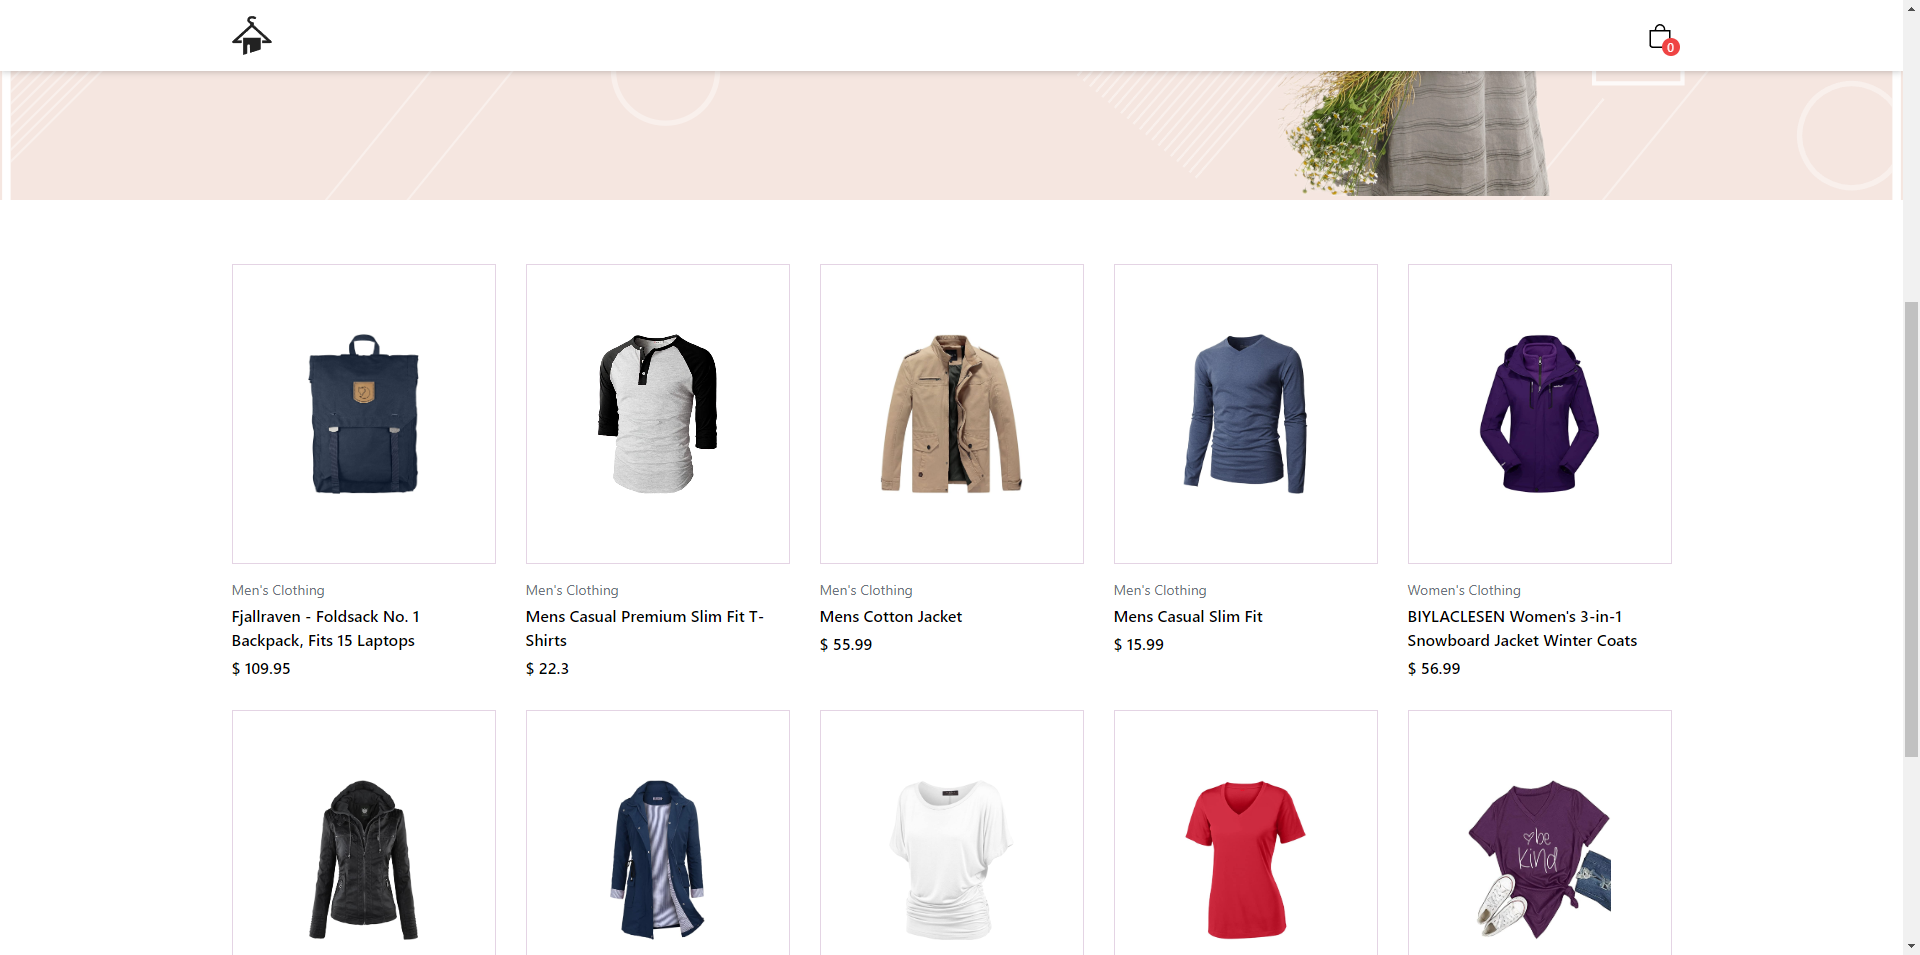 0
Men's Clothing
Fjallraven - Foldsack No. 1
Backpack, Fits 15 Laptops
$ 109.95
Men's Clothing
Mens Casual Premium Slim Fit T-
Shirts
$ 22.3
Men's Clothing
Mens Cotton Jacket
$ 55.99
Men's Clothing
Mens Casual Slim Fit
$ 15.99
Women's Clothing
BIYLACLESEN Women's 3-in-1
Snowboard Jacket Winter Coats
$ 56.99
be
kind